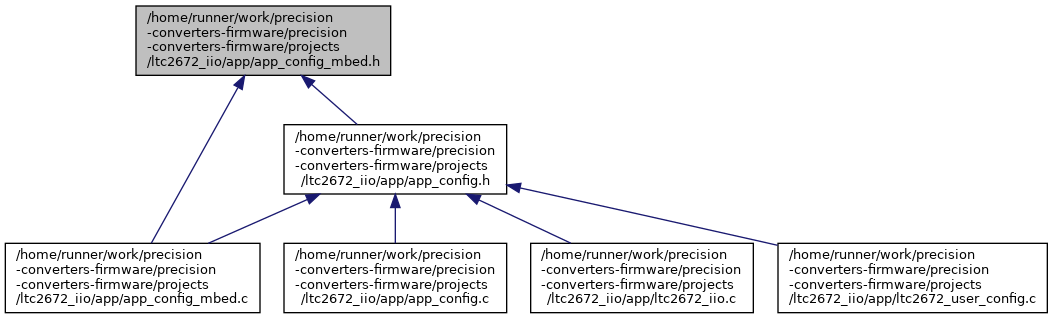 /home/runner/work/precision
-converters-firmware/precision
-converters-firmware/projects
/ltc2672_iio/app/app_config_mbed.h
/home/runner/work/precision
-converters-firmware/precision
-converters-firmware/projects
/ltc2672_iio/app/app_config.h
/home/runner/work/precision
-converters-firmware/precision
-converters-firmware/projects
/ltc2672_iio/app/app_config_mbed.c
/home/runner/work/precision
-converters-firmware/precision
-converters-firmware/projects
/ltc2672_iio/app/app_config.c
/home/runner/work/precision
-converters-firmware/precision
-converters-firmware/projects
/ltc2672_iio/app/ltc2672_iio.c
/home/runner/work/precision
-converters-firmware/precision
-converters-firmware/projects
/ltc2672_iio/app/ltc2672_user_config.c